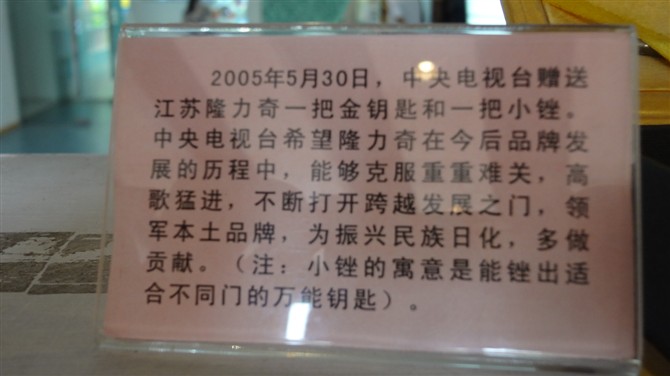 2005年5月30日，中央电视台赠送
江苏隆力奇一把金钥匙和一把小锉。
中央电视台希望隆力奇在今后品牌发
展的历程中，能够克服重重难关，高
歌猛进，不断打开跨越发展之门，领
军本土品牌，为振兴民族日化，多做
贡献。（注：小锉的寓意是能锉出适
合不同门的万能钥匙）。